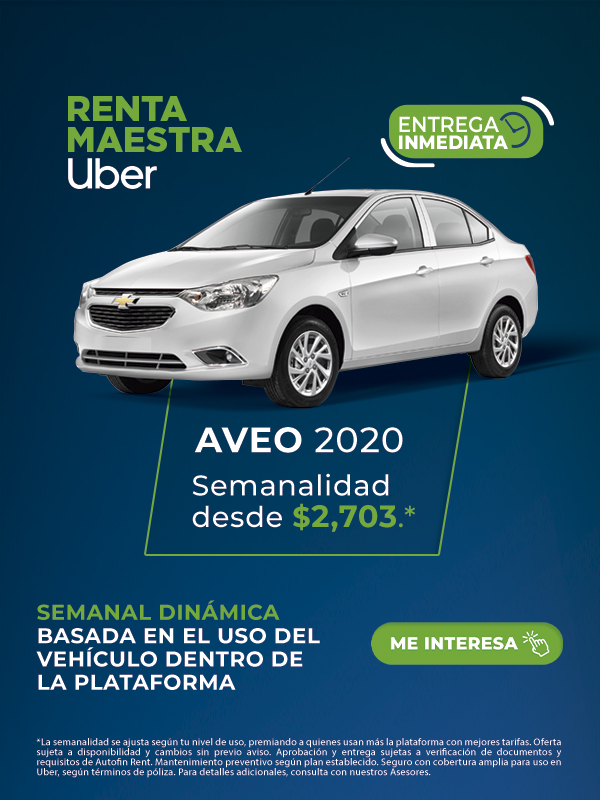 RENTA
MAESTRA
Uber
ENTREGA
INMEDIATA
AVEO 2020
Semanalidad
desde $2,703.*
SEMANAL DINÁMICA
BASADA EN EL USO DEL
VEHÍCULO DENTRO DE
LA PLATAFORMA
ME INTERESA
*La semanalidad se ajusta según tu nivel de uso, premiando a quienes usan más la plataforma con mejores tarifas. Oferta
sujeta a disponibilidad y cambios sin previo aviso. Aprobación y entrega sujetas a verificación de documentos y
requisitos de Autofin Rent. Mantenimiento preventivo según plan establecido. Seguro con cobertura amplia para uso en
Uber, según términos de póliza. Para detalles adicionales, consulta con nuestros Asesores.